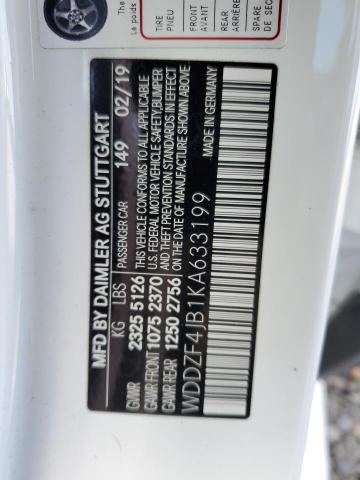 The
Le poids
TIRE
PNEU
FRONT
AVANT
REAR
ARRIÈRE
SPARE
DE SEC
MFD BY DAIMLER AG STUTTGART
PASSENGER CAR 149 02/19
KG LBS
GVWR 2325 5126
GAWR FRONT 1075 2370
GAWR REAR 1250 2756
THIS VEHICLE CONFORMS TO ALL APPLICABLE
U.S. FEDERAL MOTOR VEHICLE SAFETY,BUMPER
AND THEFT PREVENTION STANDARDS IN EFFECT
ON THE DATE OF MANUFACTURE SHOWN ABOVE
WDDZF4JB1KA633199
MADE IN GERMANY